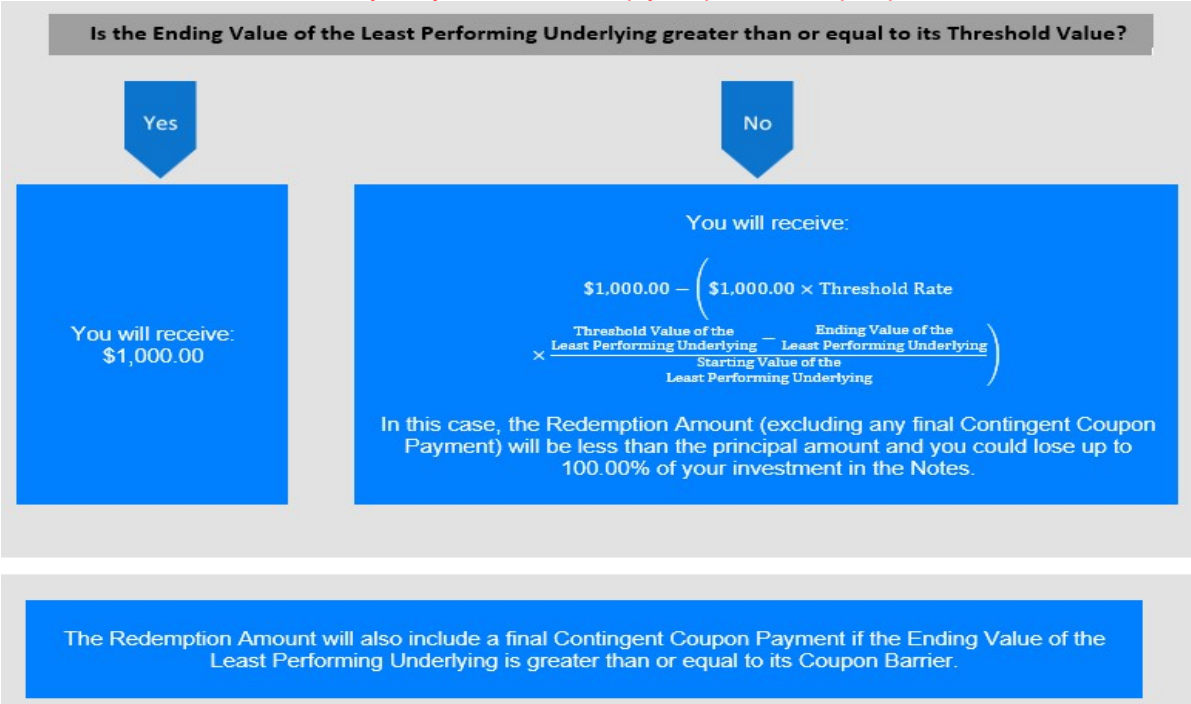 Is the Ending Value of the Least Performing Underlying greater than or equal to its Threshold Value?
Yes
You will receive:
$1,000.00
No
You will receive:
$1,000.00 − ($1,000.00 × Threshold Rate
× Threshold Value of the Least Performing Underlying − Ending Value of the Least Performing Underlying
Starting Value of the
Least Performing Underlying)
In this case, the Redemption Amount (excluding any final Contingent Coupon
Payment) will be less than the principal amount and you could lose up to
100.00% of your investment in the Notes.
The Redemption Amount will also include a final Contingent Coupon Payment if the Ending Value of the
Least Performing Underlying is greater than or equal to its Coupon Barrier.